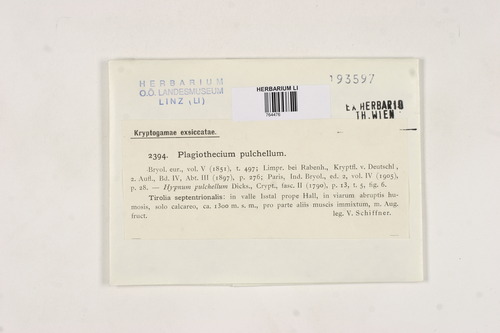 HERBARIUM
O.Ö. LANDESMUSEUM
LINZ (LI)
HERBARIUM LI
764476
193597
EX HERBARIO
TH. WIEN
Kryptogamae exsiccatae.
2394. Plagiothecium pulchellum.
Bryol. eur., vol. V (1851), t. 497; Limpr. bei Rabenh., Kryptfl. v. Deutschl.,
2. Aufl., Bd. IV, Abt. III (1897), p. 276; Paris, Ind. Bryol., ed. 2, vol. IV (1905),
p. 28. — Hypnum pulchellum Dicks., Crypt., fasc. II (1790), p. 13, t. 5, fig. 6.
Tirolia septentrionalis: in valle Isstal prope Hall, in viarum abruptis hu-
mosis, solo calcareo, ca. 1300 m. s. m., pro parte aliis muscis immixtum, m. Aug.
fruct. leg. V. Schiffner.